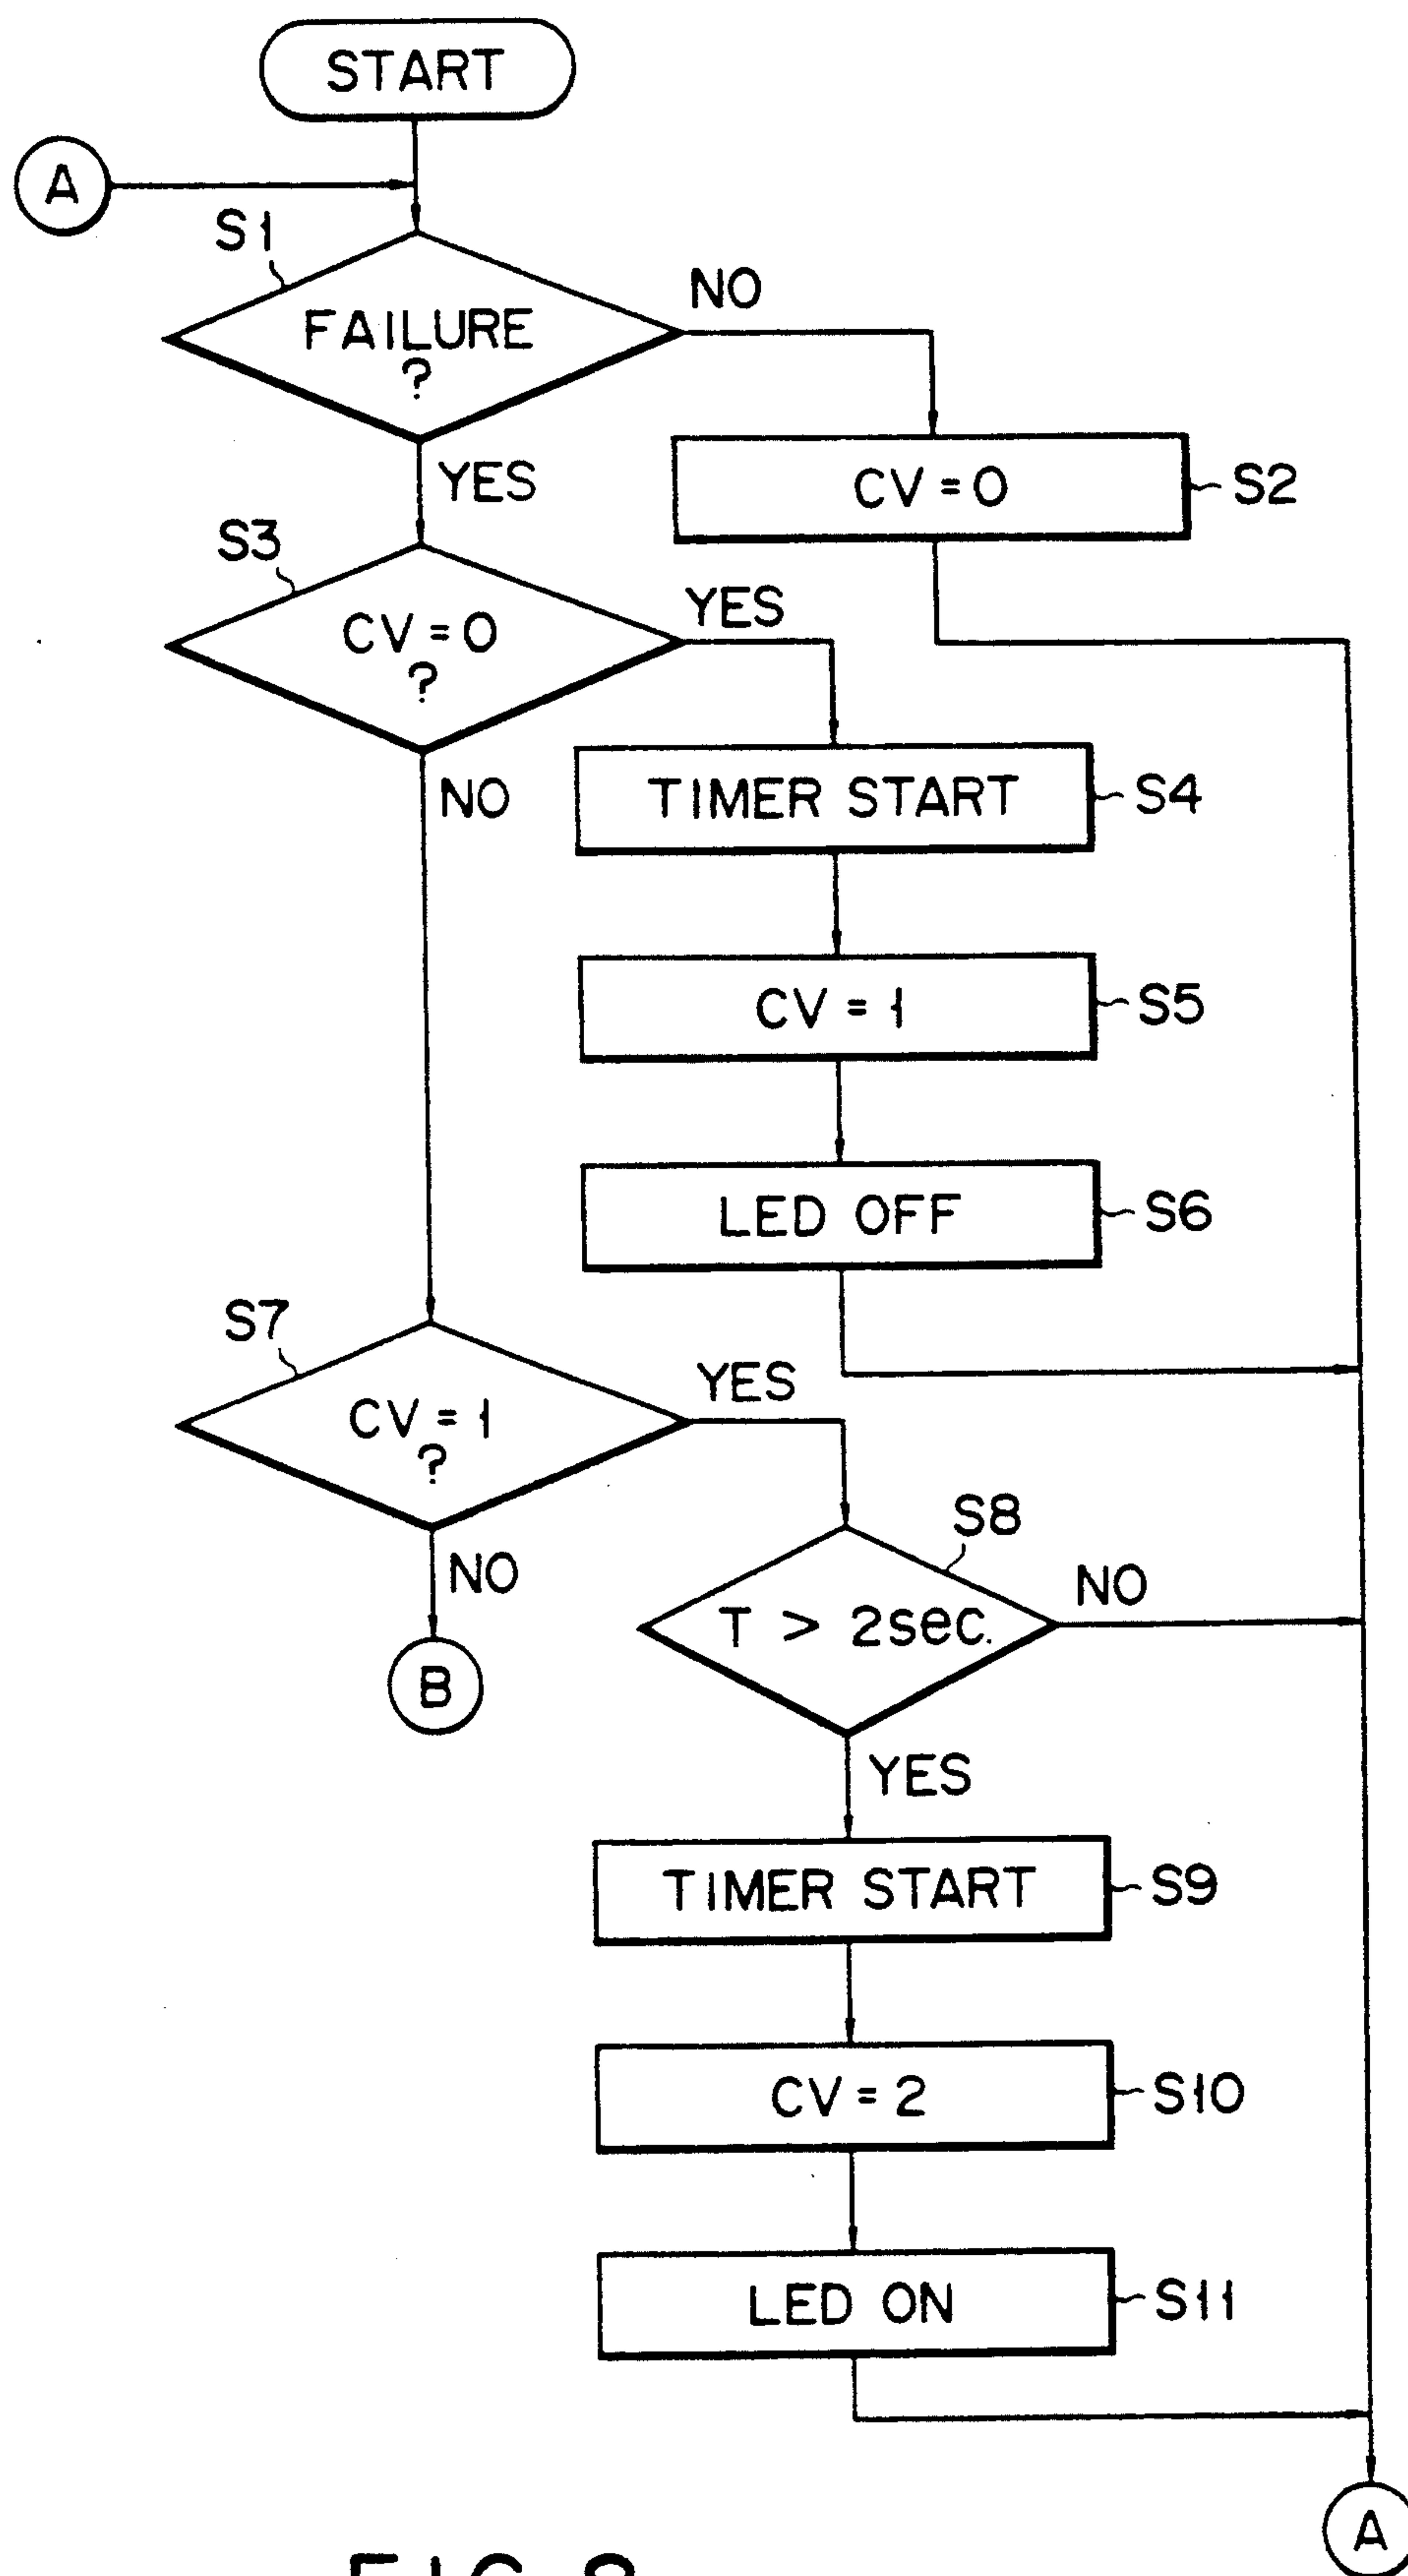 START
A
S1
FAILURE
?
NO
YES
CV = 0
S2
S3
CV = 0
?
YES
NO
TIMER START
S4
CV = 1
S5
LED OFF
S6
S7
CV = 1
?
YES
NO
B
S8
T > 2sec.
NO
YES
TIMER START
S9
CV = 2
S10
LED ON
S11
A